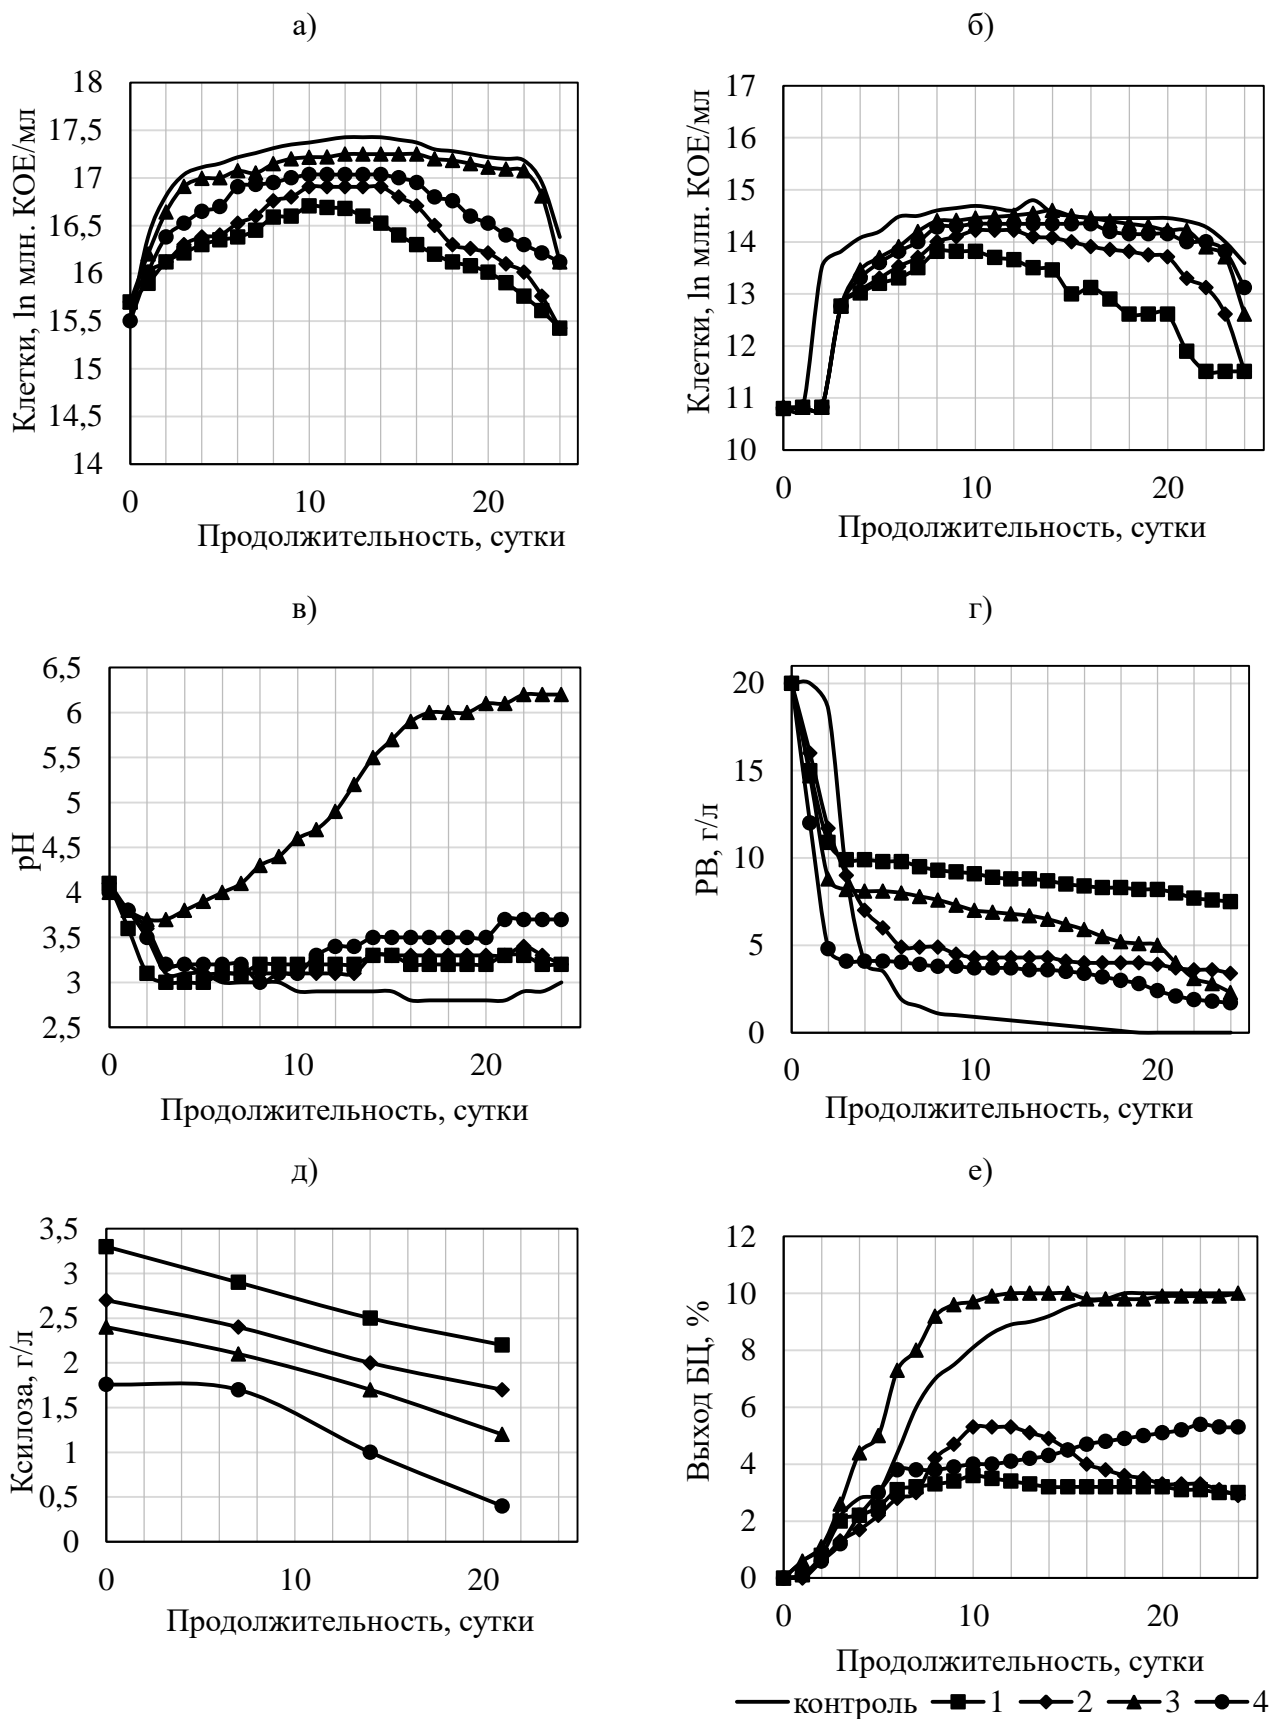 а)
Клетки, ln млн. КОЕ/мл
18
17,5
17
16,5
16
15,5
15
14,5
14
0 10 20
Продолжительность, сутки
б)
Клетки, ln млн. КОЕ/мл
17
16
15
14
13
12
11
10
0 10 20
Продолжительность, сутки
в)
pH
6,5
6
5,5
5
4,5
4
3,5
3
2,5
0 10 20
Продолжительность, сутки
г)
РВ, г/л
20
15
10
5
0
0 10 20
Продолжительность, сутки
д)
Ксилоза, г/л
3,5
3
2,5
2
1,5
1
0,5
0
0 10 20
Продолжительность, сутки
е)
Выход БЦ, %
12
10
8
6
4
2
0
0 10 20
Продолжительность, сутки
контроль 1 2 3 4